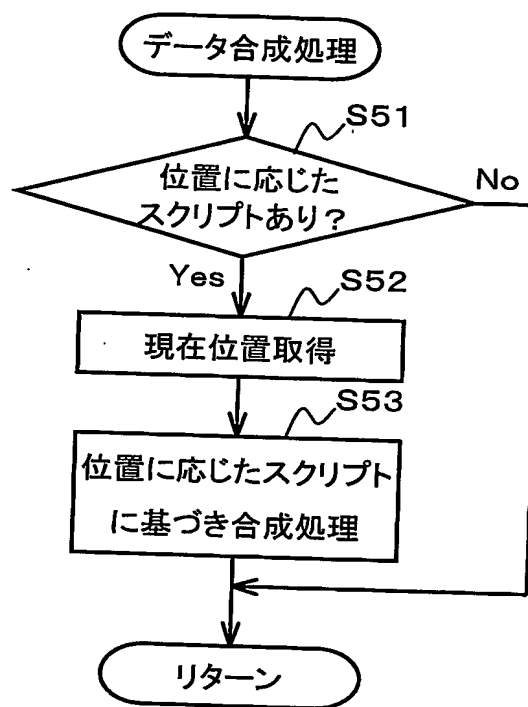 データ合成処理
S51
位置に応じた
スクリプトあり？
No
Yes
S52
現在位置取得
S53
位置に応じたスクリプト
に基づき合成処理
リターン